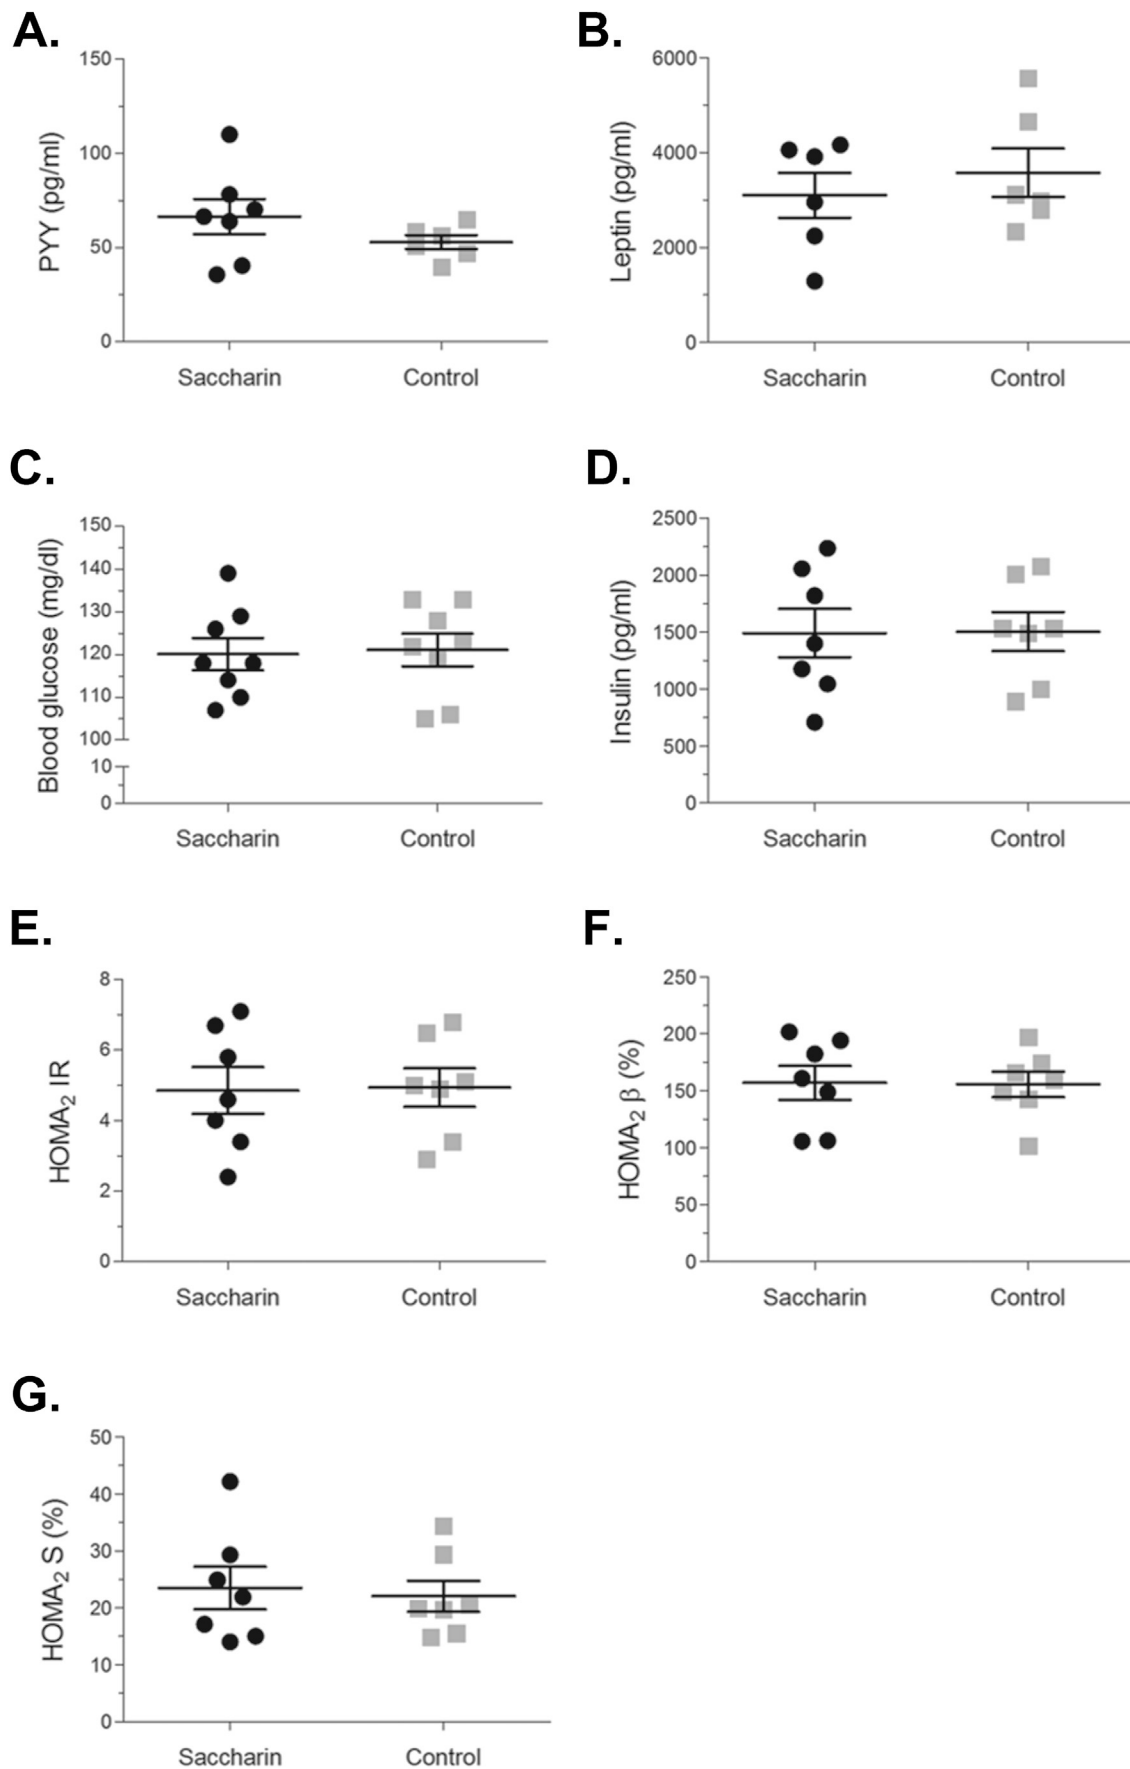 A.
PYY (pg/ml)
150
100
50
0
Saccharin Control
B.
Leptin (pg/ml)
6000
4000
2000
0
Saccharin Control
C.
Blood glucose (mg/dl)
150
140
130
120
110
100
10
0
Saccharin Control
D.
Insulin (pg/ml)
2500
2000
1500
1000
500
0
Saccharin Control
E.
HOMA2 IR
8
6
4
2
0
Saccharin Control
F.
HOMA2 β (%)
250
200
150
100
50
0
Saccharin Control
G.
HOMA2 S (%)
50
40
30
20
10
0
Saccharin Control